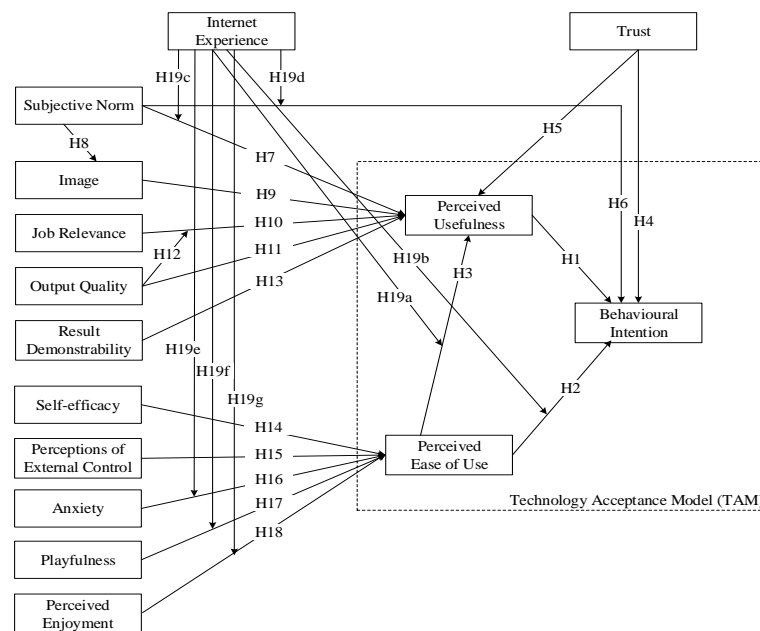 Internet
Experience
Trust
H19c
H19d
Subjective Norm
H8
H7
H5
Image
H9
H6
H4
Perceived
Usefulness
Job Relevance
H10
H12
H11
H19b
H3
H1
Output Quality
H13
H19a
Behavioural
Intention
Result
Demonstrability
H19e
H19f
H19g
H2
Self-efficacy
H14
Perceptions of
External Control
H15
Perceived
Ease of Use
H16
Anxiety
H17
Technology Acceptance Model (TAM)
H18
Playfulness
Perceived
Enjoyment